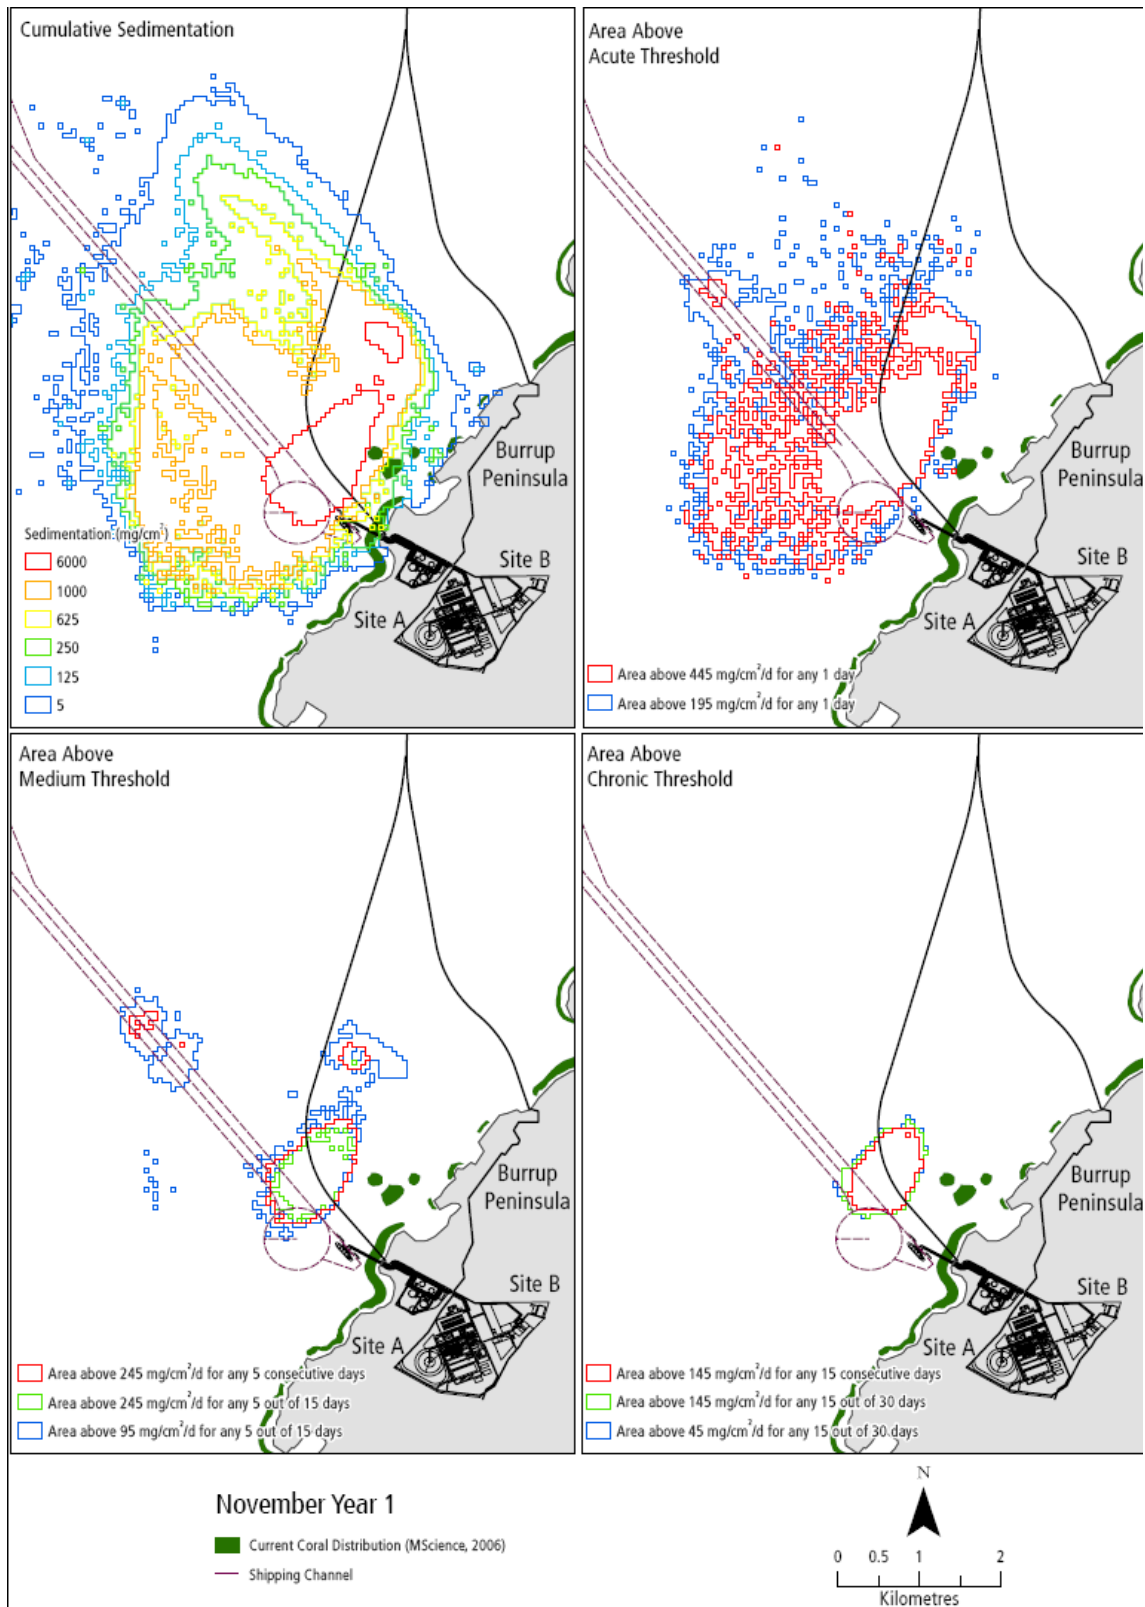 Cumulative Sedimentation
Burrup
Peninsula
Site B
Site A
Sedimentation (mg/cm²)
6000
1000
625
250
125
5
Area Above
Acute Threshold
Burrup
Peninsula
Site B
Site A
Area above 445 mg/cm²/d for any 1 day
Area above 195 mg/cm²/d for any 1 day
Area Above
Medium Threshold
Burrup
Peninsula
Site B
Site A
Area above 245 mg/cm²/d for any 5 consecutive days
Area above 245 mg/cm²/d for any 5 out of 15 days
Area above 95 mg/cm²/d for any 5 out of 15 days
Area Above
Chronic Threshold
Burrup
Peninsula
Site B
Site A
Area above 145 mg/cm²/d for any 15 consecutive days
Area above 145 mg/cm²/d for any 15 out of 30 days
Area above 45 mg/cm²/d for any 15 out of 30 days
November Year 1
Current Coral Distribution (MScience, 2006)
Shipping Channel
N
0 0.5 1 2
Kilometres